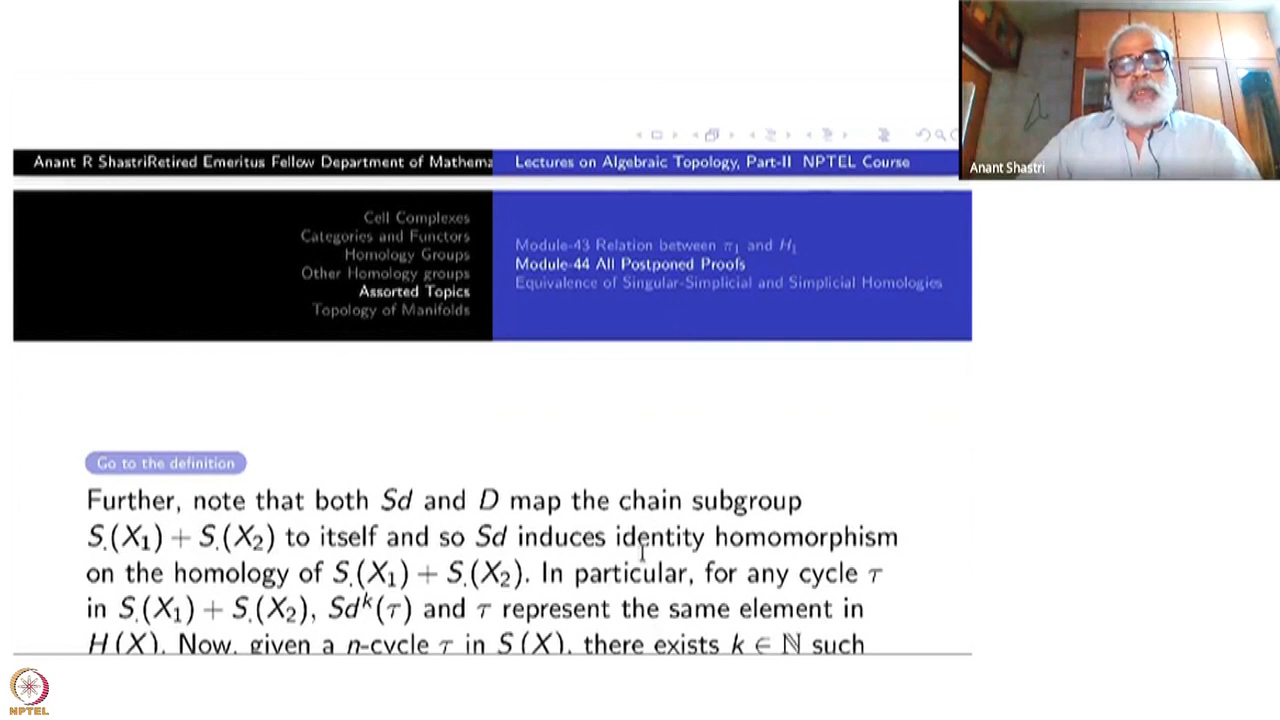 Anant Shastri
Anant R ShastriRetired Emeritus Fellow Department of Mathema
Lectures on Algebraic Topology, Part-II NPTEL Course
Cell Complexes
Categories and Functors
Homology Groups
Other Homology groups
Assorted Topics
Topology of Manifolds
Module-43 Relation between π₁ and H₁
Module-44 All Postponed Proofs
Equivalence of Singular-Simplicial and Simplicial Homologies
Go to the definition
Further, note that both Sd and D map the chain subgroup
S.(X₁) + S.(X₂) to itself and so Sd induces identity homomorphism
on the homology of S.(X₁) + S.(X₂). In particular, for any cycle τ
in S.(X₁) + S.(X₂), Sdᵏ(τ) and τ represent the same element in
H(X). Now, given a n-cycle τ in S(X), there exists k ∈ ℕ such
NPTEL